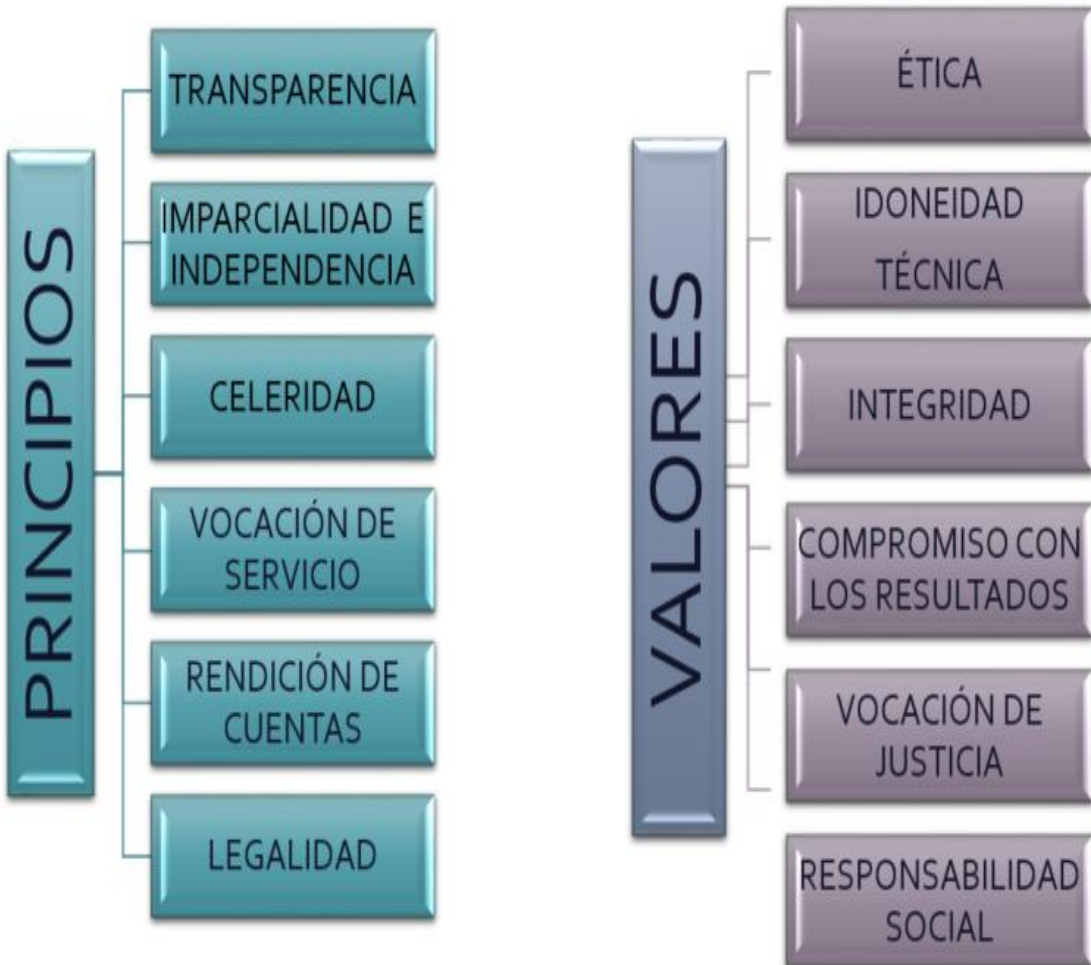 PRINCIPIOS
TRANSPARENCIA
IMPARCIALIDAD E
INDEPENDENCIA
CELERIDAD
VOCACIÓN DE
SERVICIO
RENDICIÓN DE
CUENTAS
LEGALIDAD
VALORES
ÉTICA
IDONEIDAD
TÉCNICA
INTEGRIDAD
COMPROMISO CON
LOS RESULTADOS
VOCACIÓN DE
JUSTICIA
RESPONSABILIDAD
SOCIAL